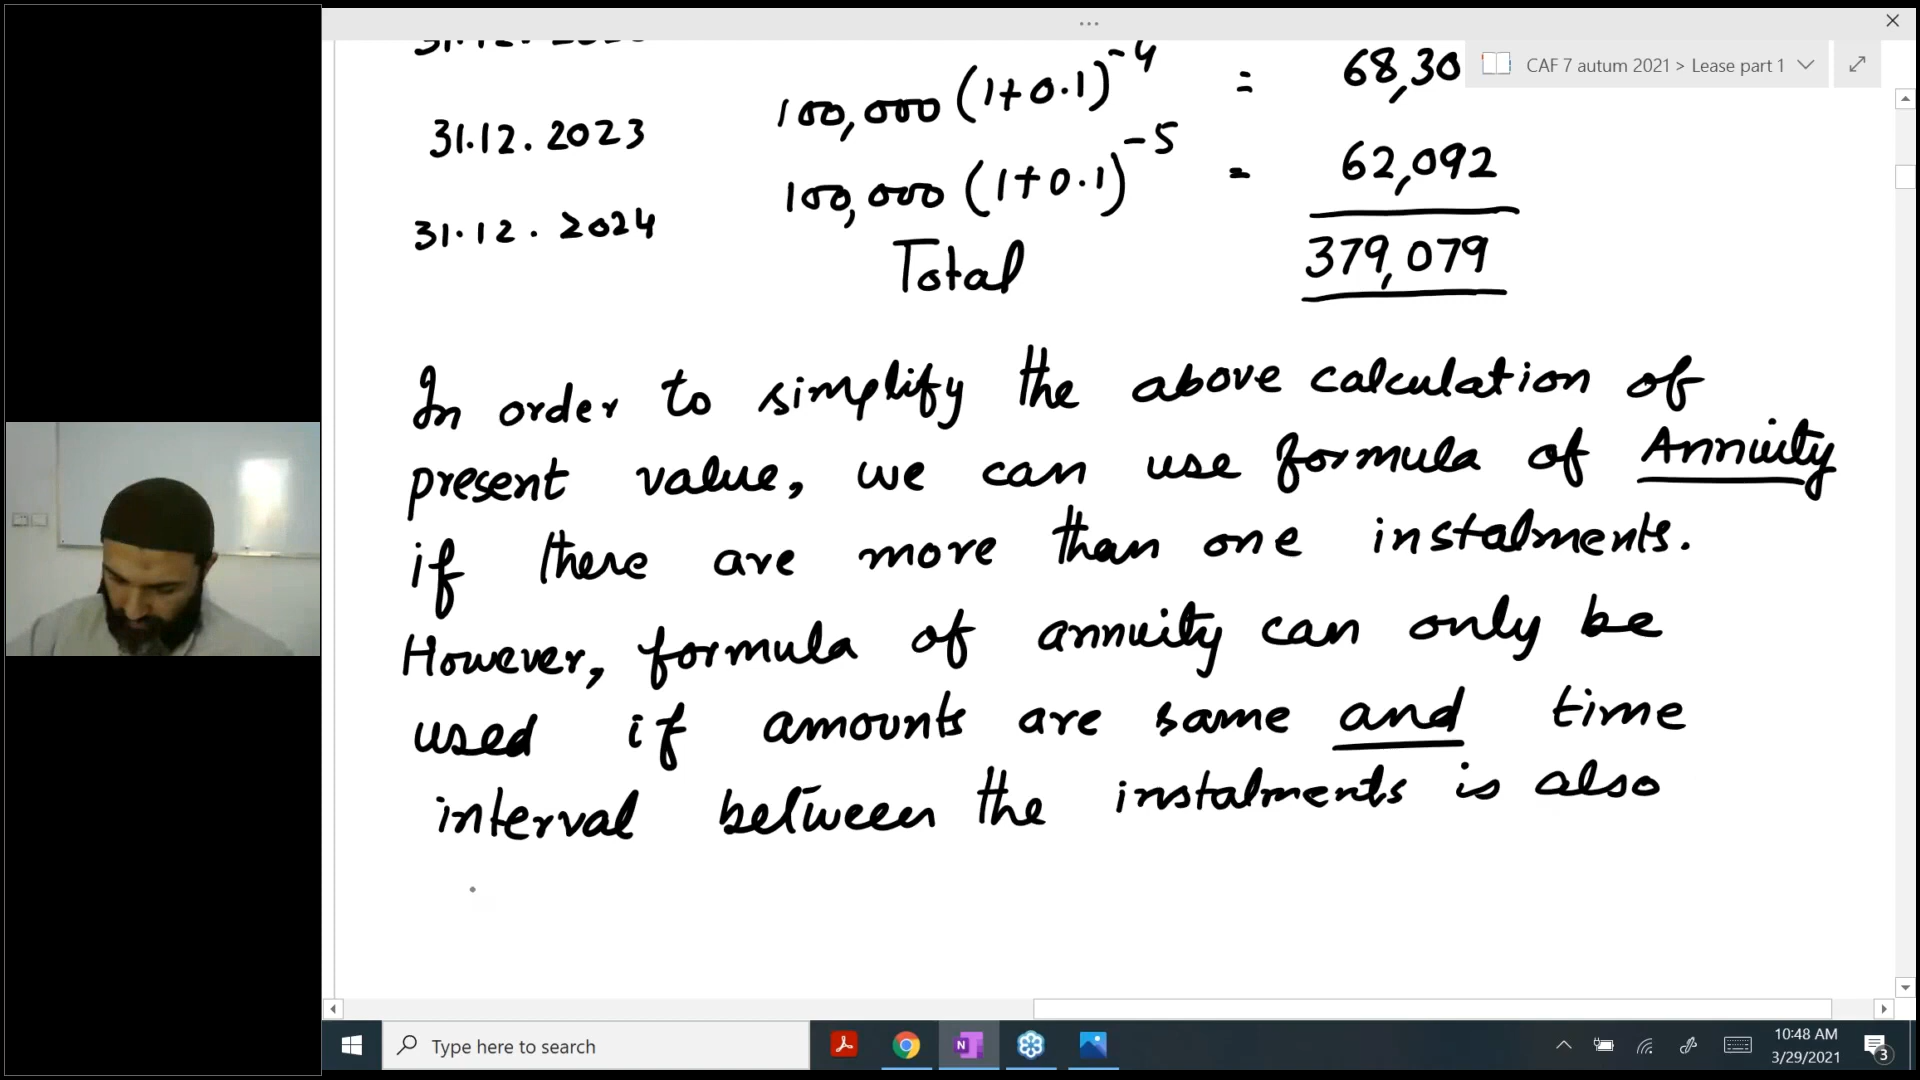 ...
CAF 7 autum 2021 > Lease part 1
100,000 (1+0.1)⁻⁴ = 68,30
31.12.2023
100,000 (1+0.1)⁻⁵ = 62,092
31.12.2024
Total 379,079
In order to simplify the above calculation of
present value, we can use formula of Annuity
if there are more than one instalments.
However, formula of annuity can only be
used if amounts are same and time
interval between the instalments is also
Type here to search
10:48 AM
3/29/2021
3